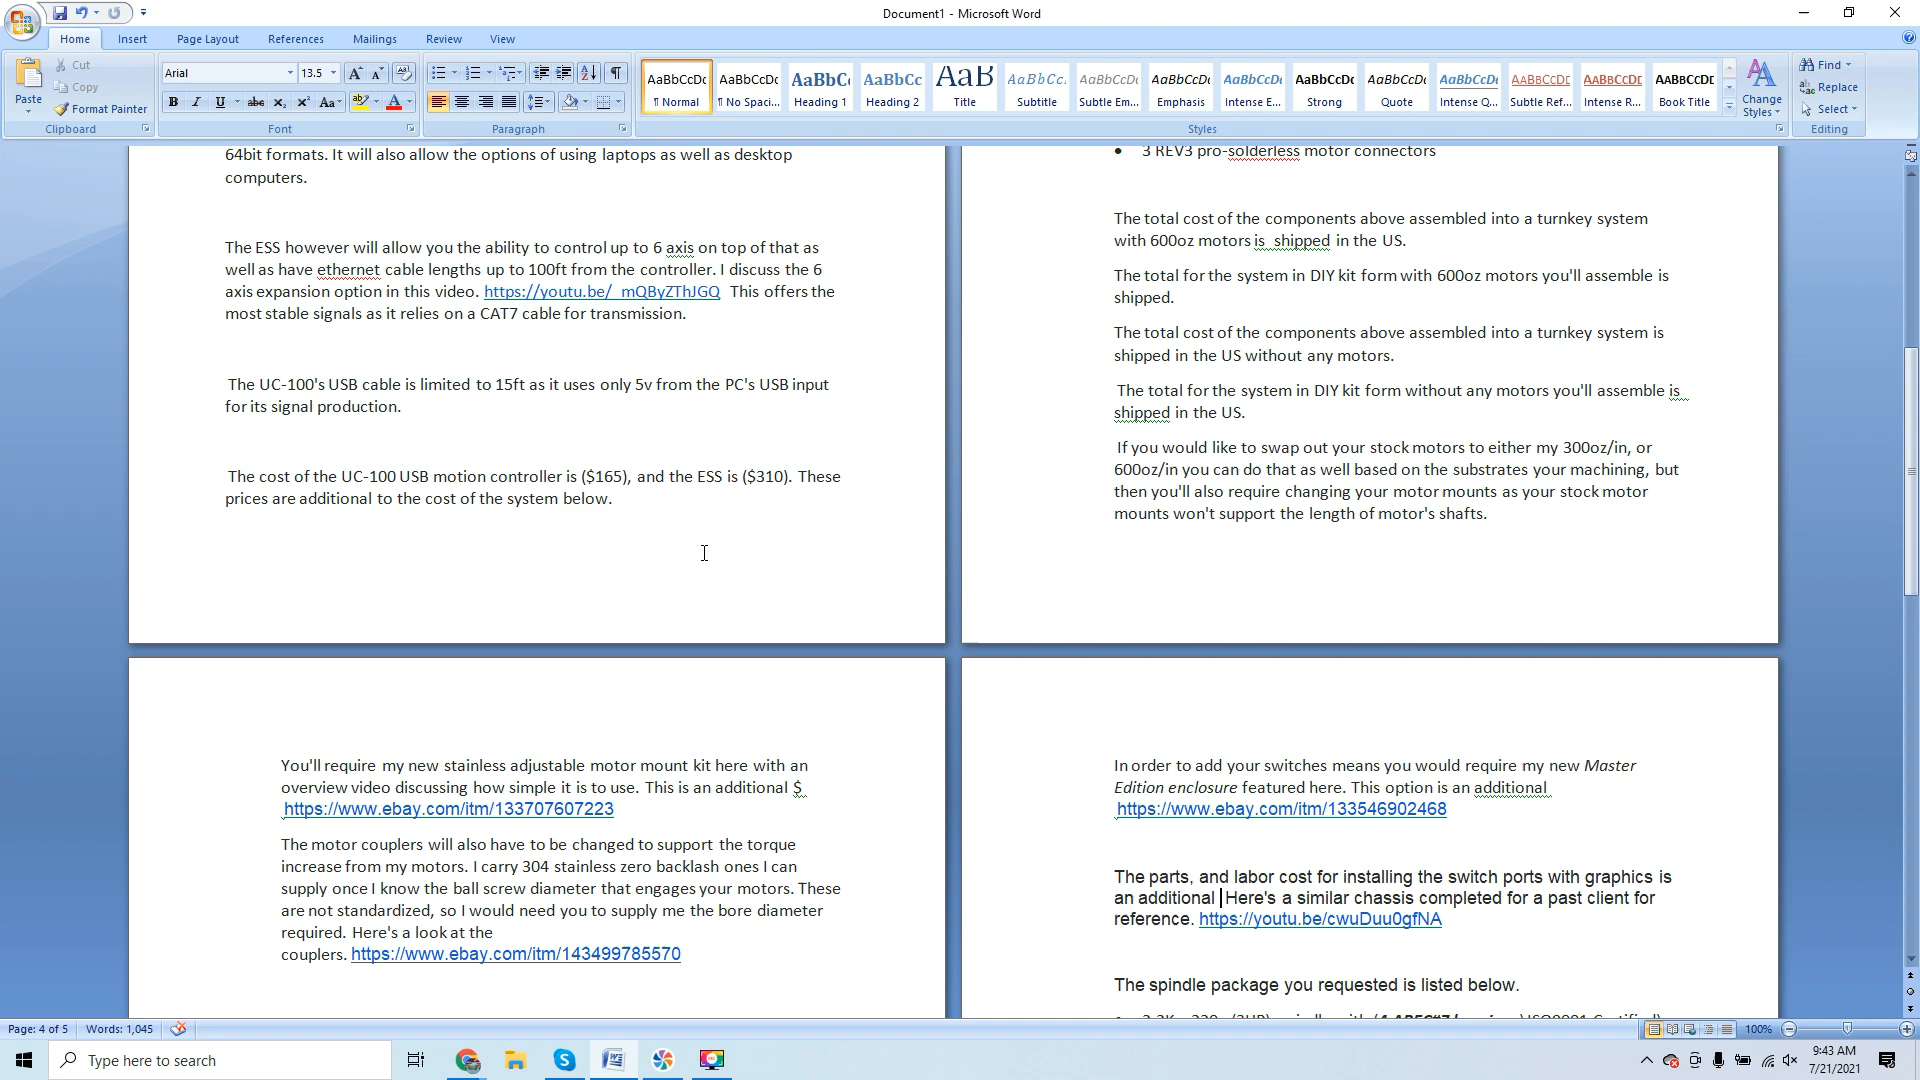 Document1 - Microsoft Word
Home
Insert
Page Layout
References
Mailings
Review
View
Paste
Cut
Copy
Format Painter
Clipboard
Arial
13.5
Font
Paragraph
AaBbCcDc
¶ Normal
AaBbCcDc
¶ No Spaci...
AaBbCc
Heading 1
AaBbCc
Heading 2
AaB
Title
AaBbCc.
Subtitle
AaBbCcDc
Subtle Em...
AaBbCcDc
Emphasis
AaBbCcDc
Intense E...
AaBbCcDc
Strong
AaBbCcDc
Quote
AaBbCcDc
Intense Q...
AABBCCDE
Subtle Ref...
AABBCCDE
Intense R...
AABBCCDE
Book Title
Change
Styles
Styles
Find
Replace
Select
Editing
64bit formats. It will also allow the options of using laptops as well as desktop
computers.
The ESS however will allow you the ability to control up to 6 axis on top of that as
well as have ethernet cable lengths up to 100ft from the controller. I discuss the 6
axis expansion option in this video. https://youtu.be/_mQByZThJGQ This offers the
most stable signals as it relies on a CAT7 cable for transmission.
The UC-100's USB cable is limited to 15ft as it uses only 5v from the PC's USB input
for its signal production.
The cost of the UC-100 USB motion controller is ($165), and the ESS is ($310). These
prices are additional to the cost of the system below.
• 3 REV3 pro-solderless motor connectors
The total cost of the components above assembled into a turnkey system
with 600oz motors is shipped in the US.
The total for the system in DIY kit form with 600oz motors you'll assemble is
shipped.
The total cost of the components above assembled into a turnkey system is
shipped in the US without any motors.
The total for the system in DIY kit form without any motors you'll assemble is
shipped in the US.
If you would like to swap out your stock motors to either my 300oz/in, or
600oz/in you can do that as well based on the substrates your machining, but
then you'll also require changing your motor mounts as your stock motor
mounts won't support the length of motor's shafts.
You'll require my new stainless adjustable motor mount kit here with an
overview video discussing how simple it is to use. This is an additional $
https://www.ebay.com/itm/133707607223
The motor couplers will also have to be changed to support the torque
increase from my motors. I carry 304 stainless zero backlash ones I can
supply once I know the ball screw diameter that engages your motors. These
are not standardized, so I would need you to supply me the bore diameter
required. Here's a look at the
couplers. https://www.ebay.com/itm/143499785570
In order to add your switches means you would require my new Master
Edition enclosure featured here. This option is an additional
https://www.ebay.com/itm/133546902468
The parts, and labor cost for installing the switch ports with graphics is
an additional Here's a similar chassis completed for a past client for
reference. https://youtu.be/cwuDuu0gfNA
The spindle package you requested is listed below.
Page: 4 of 5
Words: 1,045
100%
Type here to search
9:43 AM
7/21/2021